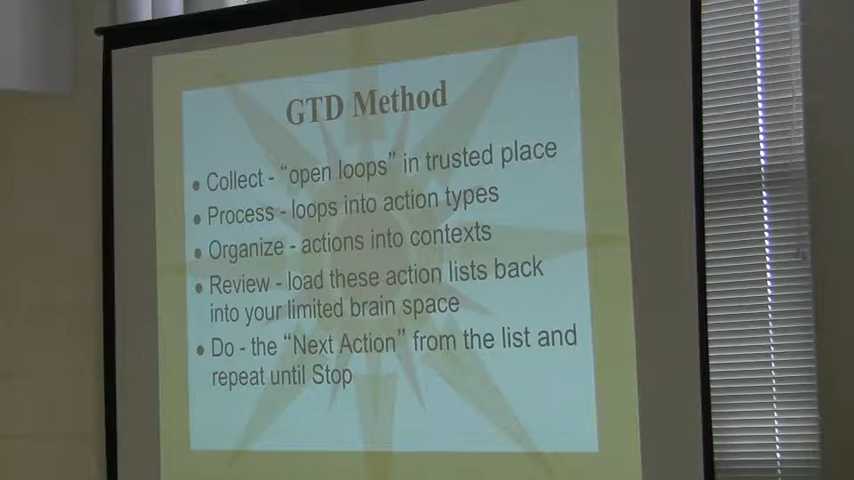 GTD Method
• Collect - "open loops" in trusted place
• Process - loops into action types
• Organize - actions into contexts
• Review - load these action lists back
into your limited brain space
• Do - the "Next Action" from the list and
repeat until Stop